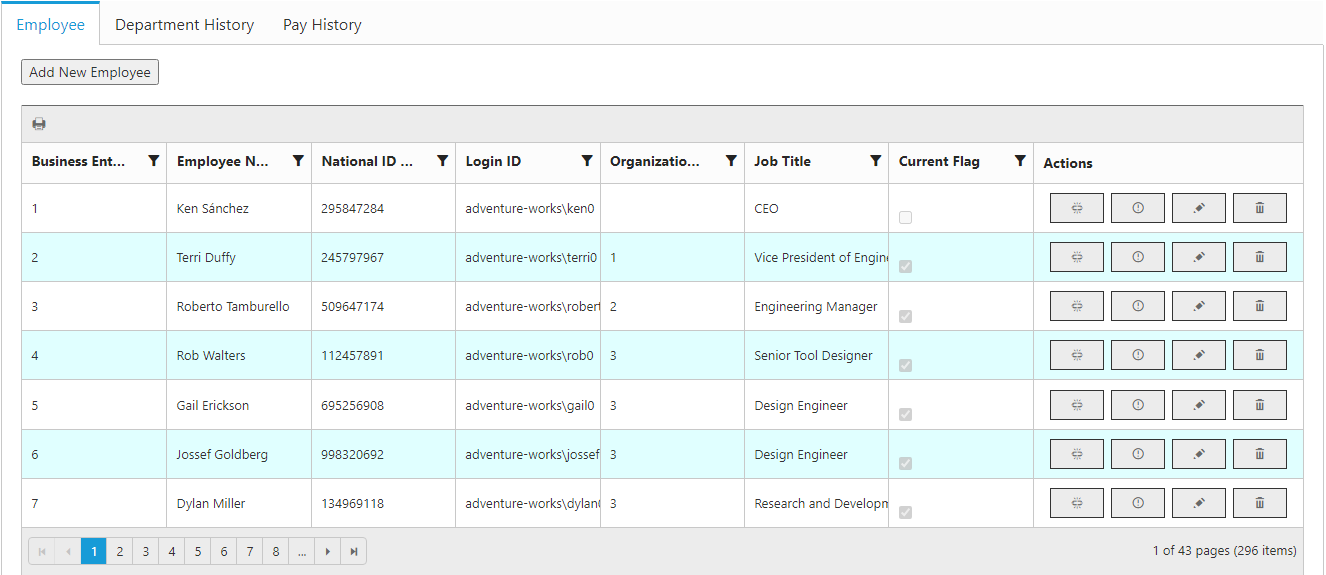 Employee Department History Pay History
Add New Employee
Business Ent... Employee N... National ID ... Login ID Organizatio... Job Title Current Flag Actions
1 Ken Sánchez 295847284 adventure-works\ken0 CEO
2 Terri Duffy 245797967 adventure-works\terri0 1 Vice President of Engine
3 Roberto Tamburello 509647174 adventure-works\robert 2 Engineering Manager
4 Rob Walters 112457891 adventure-works\rob0 3 Senior Tool Designer
5 Gail Erickson 695256908 adventure-works\gail0 3 Design Engineer
6 Jossef Goldberg 998320692 adventure-works\jossef 3 Design Engineer
7 Dylan Miller 134969118 adventure-works\dylan0 3 Research and Developm
1 2 3 4 5 6 7 8 ... 1 of 43 pages (296 items)